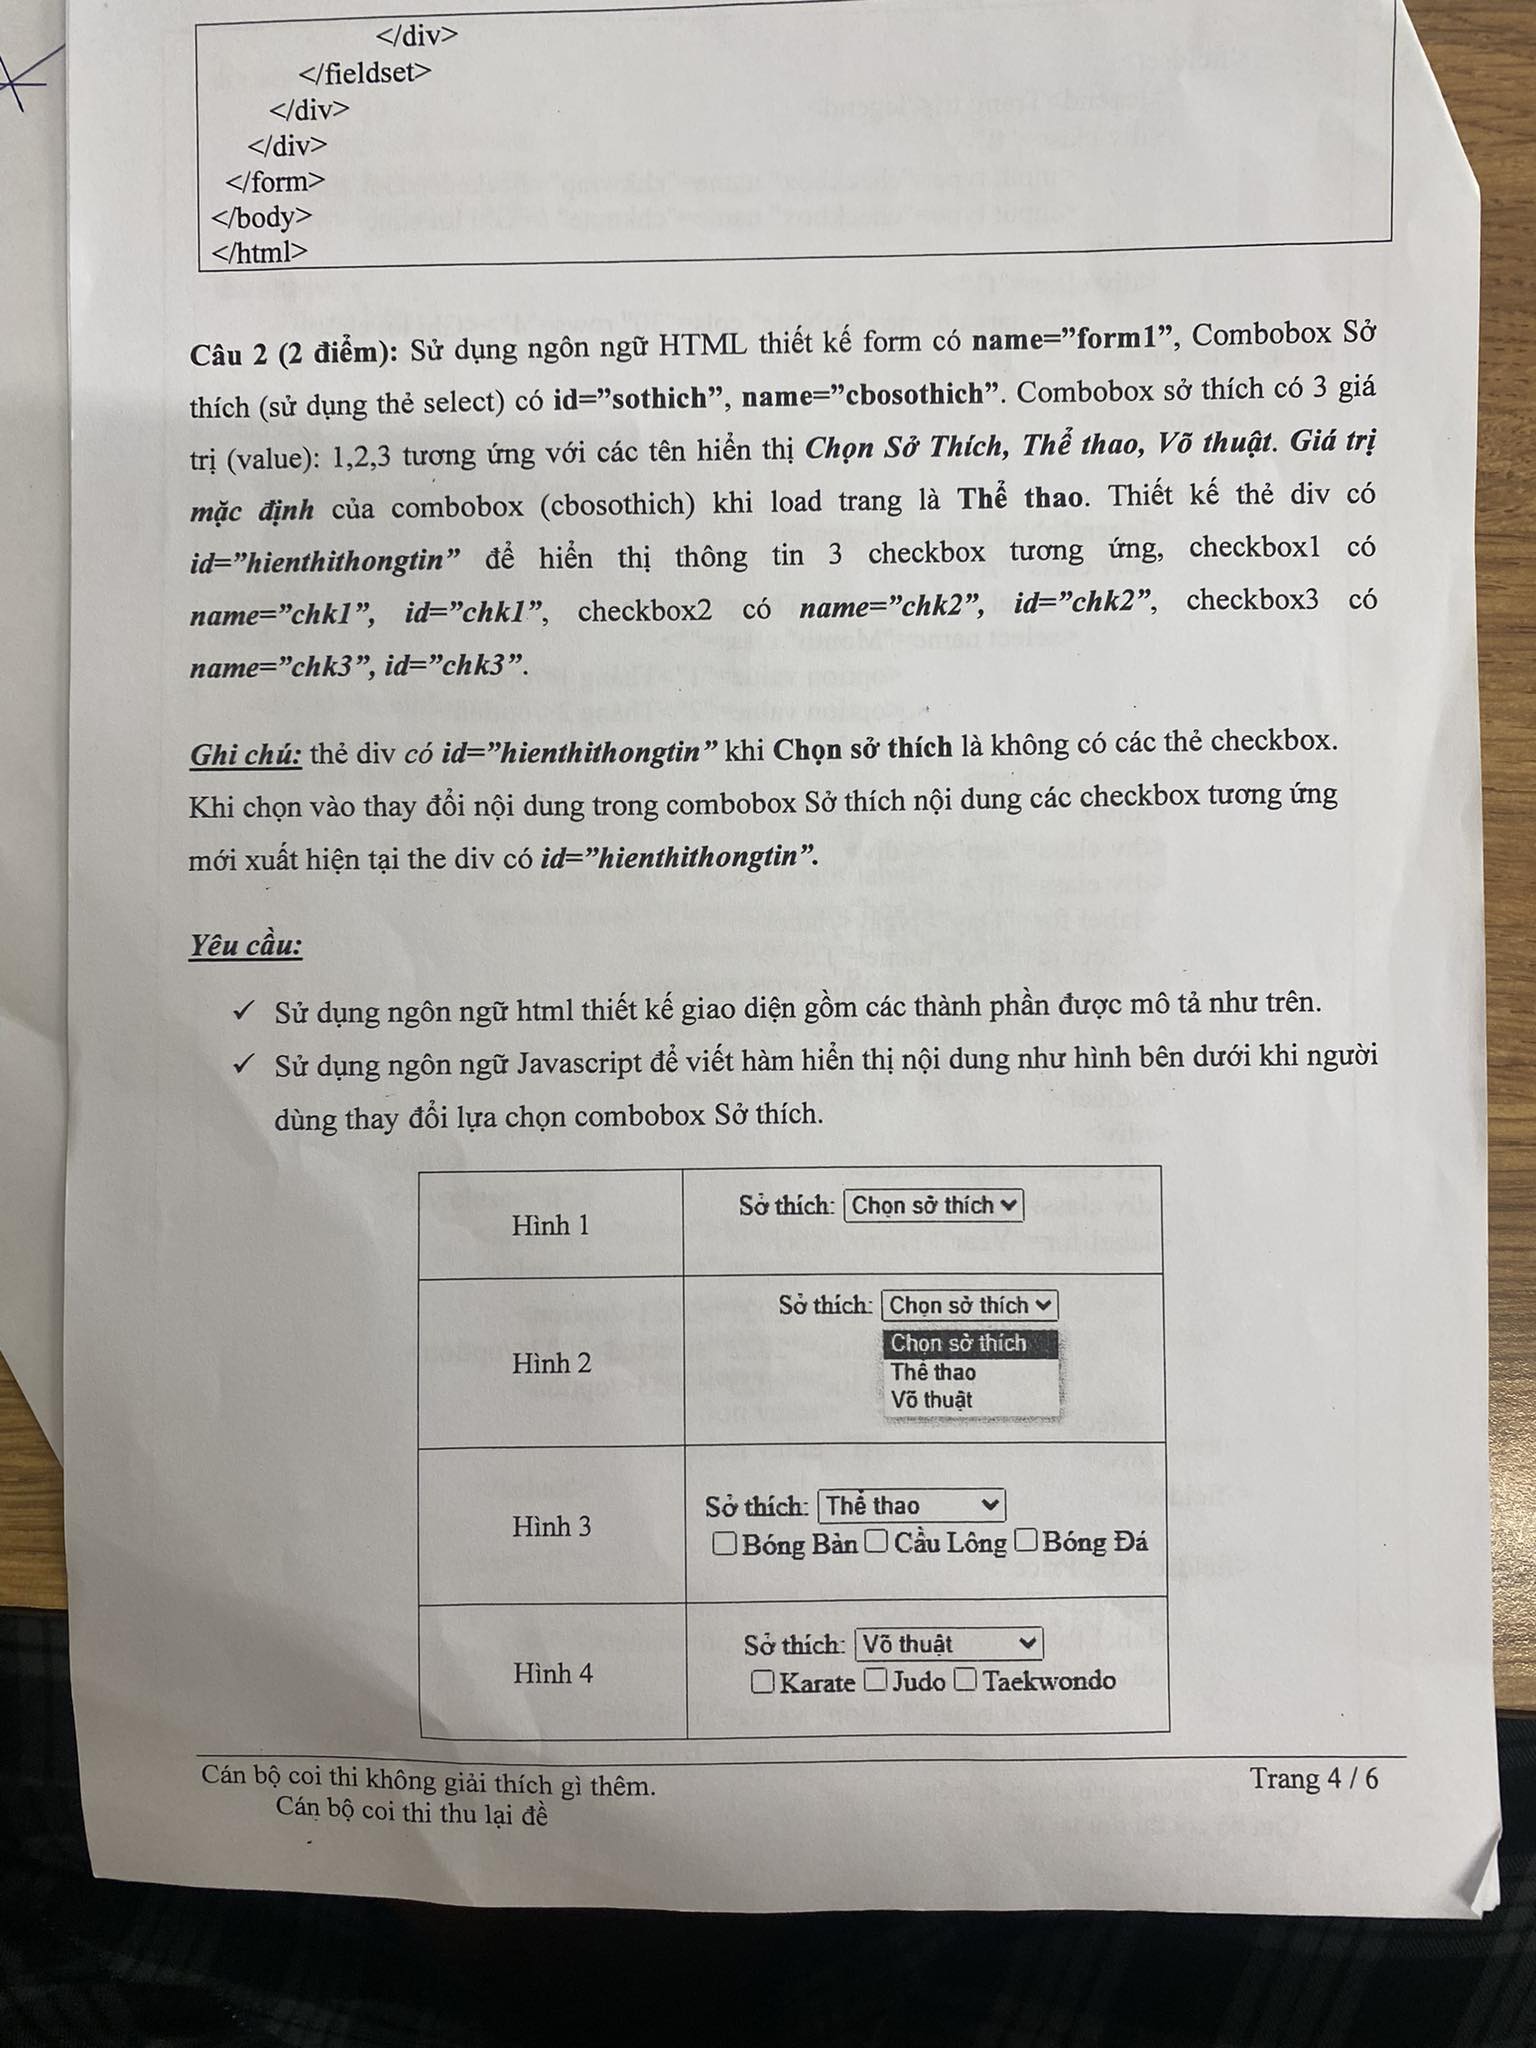 </div>
</fieldset>
</div>
</div>
</form>
</body>
</html>
Câu 2 (2 điểm): Sử dụng ngôn ngữ HTML thiết kế form có name=”form1”, Combobox Sở
thích (sử dụng thẻ select) có id=”sothich”, name=”cbosothich”. Combobox sở thích có 3 giá
trị (value): 1,2,3 tương ứng với các tên hiển thị Chọn Sở Thích, Thể thao, Võ thuật. Giá trị
mặc định của combobox (cbosothich) khi load trang là Thể thao. Thiết kế thẻ div có
id=”hienthithongtin” để hiển thị thông tin 3 checkbox tương ứng, checkbox1 có
name=”chk1”, id=”chk1”, checkbox2 có name=”chk2”, id=”chk2”, checkbox3 có
name=”chk3”, id=”chk3”.
Ghi chú: thẻ div có id=”hienthithongtin” khi Chọn sở thích là không có các thẻ checkbox.
Khi chọn vào thay đổi nội dung trong combobox Sở thích nội dung các checkbox tương ứng
mới xuất hiện tại the div có id=”hienthithongtin”.
Yêu cầu:
✓ Sử dụng ngôn ngữ html thiết kế giao diện gồm các thành phần được mô tả như trên.
✓ Sử dụng ngôn ngữ Javascript để viết hàm hiển thị nội dung như hình bên dưới khi người
dùng thay đổi lựa chọn combobox Sở thích.
Hình 1 Sở thích: Chọn sở thích
Hình 2 Sở thích: Chọn sở thích
Chọn sở thích
Thể thao
Võ thuật
Hình 3 Sở thích: Thể thao
Bóng Bàn Cầu Lông Bóng Đá
Hình 4 Sở thích: Võ thuật
Karate Judo Taekwondo
Cán bộ coi thi không giải thích gì thêm. Trang 4 / 6
Cán bộ coi thi thu lại đề